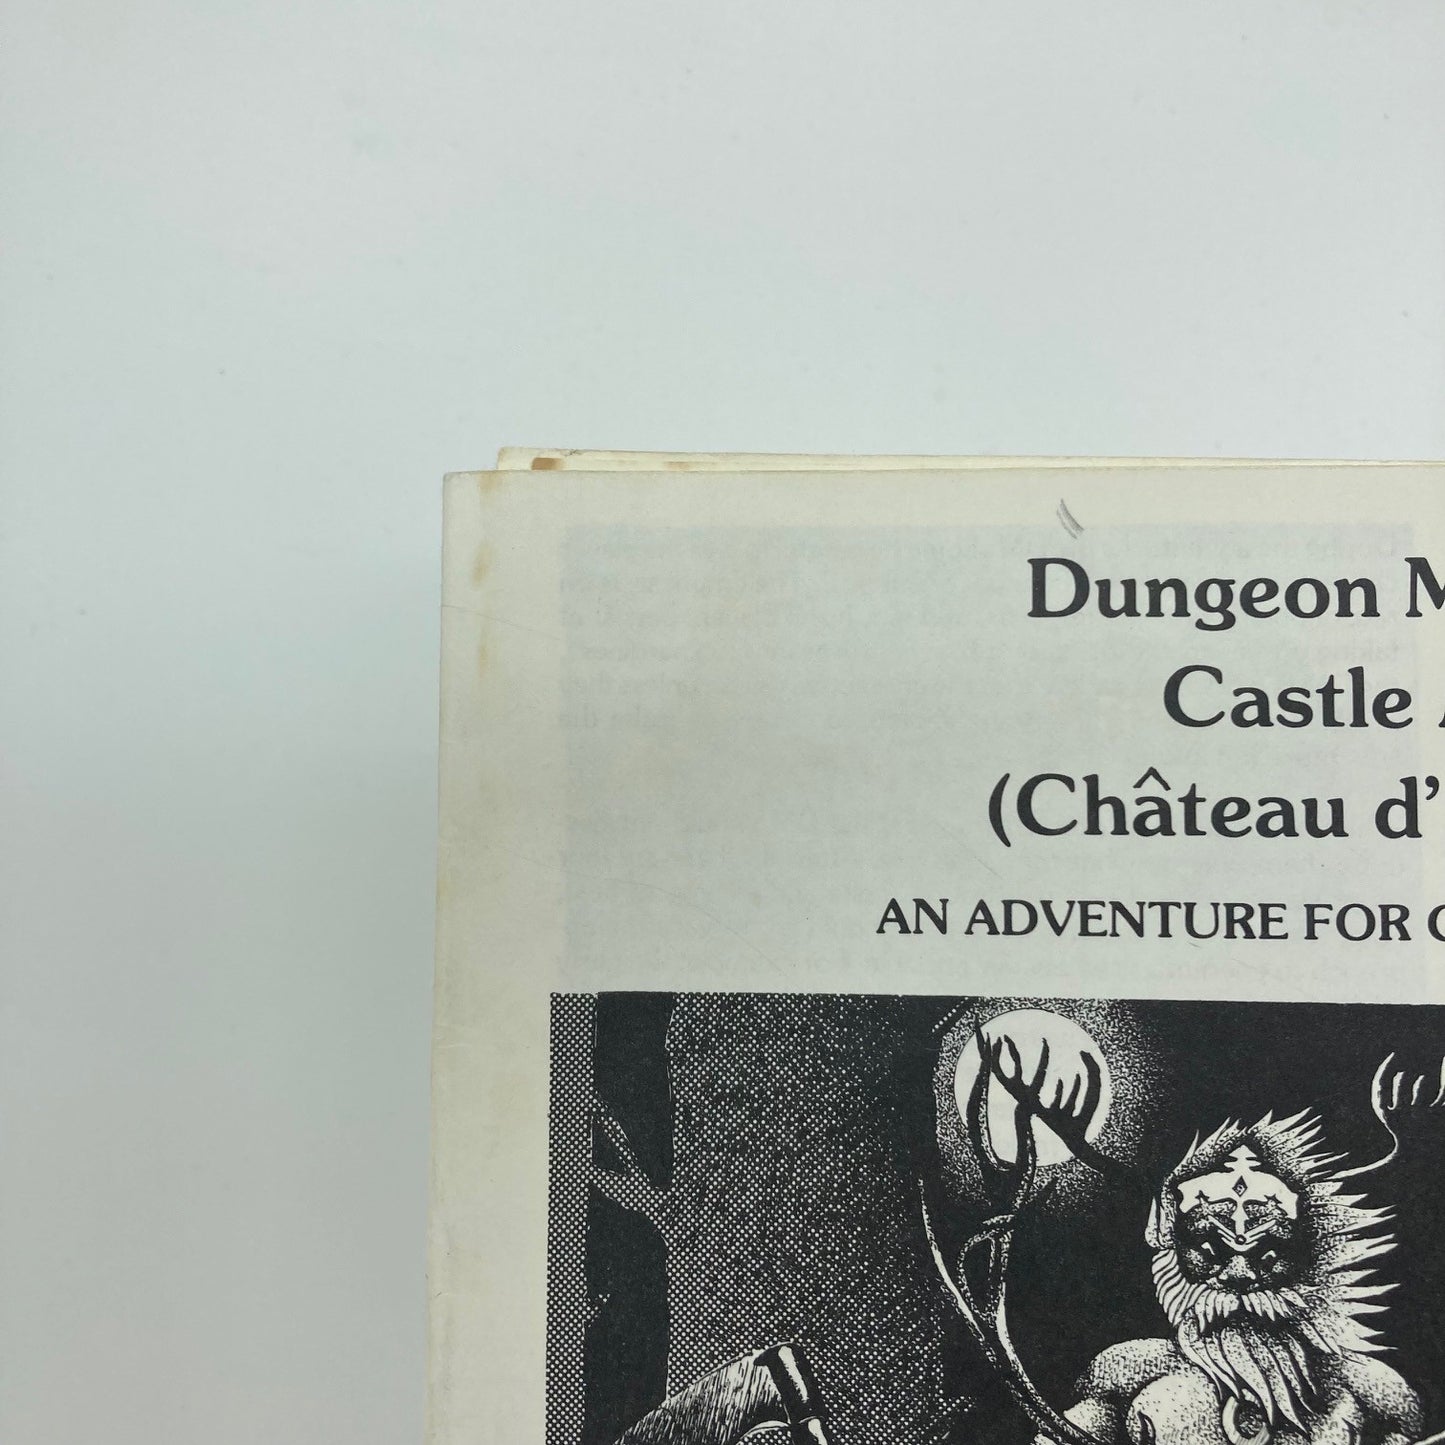 Dungeon M
Castle A
(Château d'
AN ADVENTURE FOR C